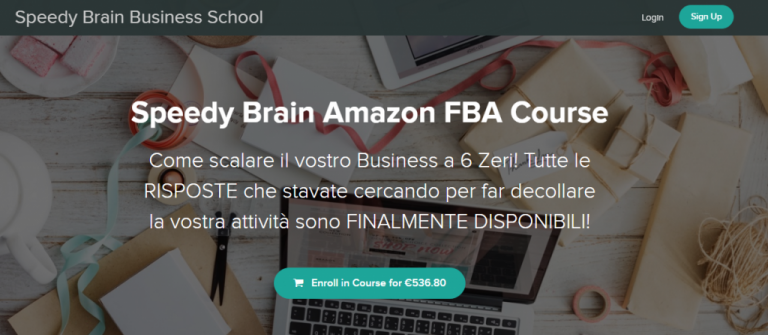 Speedy Brain Business School
Login
Sign Up
Speedy Brain Amazon FBA Course
Come scalare il vostro Business a 6 Zeri! Tutte le
RISPOSTE che stavate cercando per far decollare
la vostra attività sono FINALMENTE DISPONIBILI!
Enroll in Course for €536.80